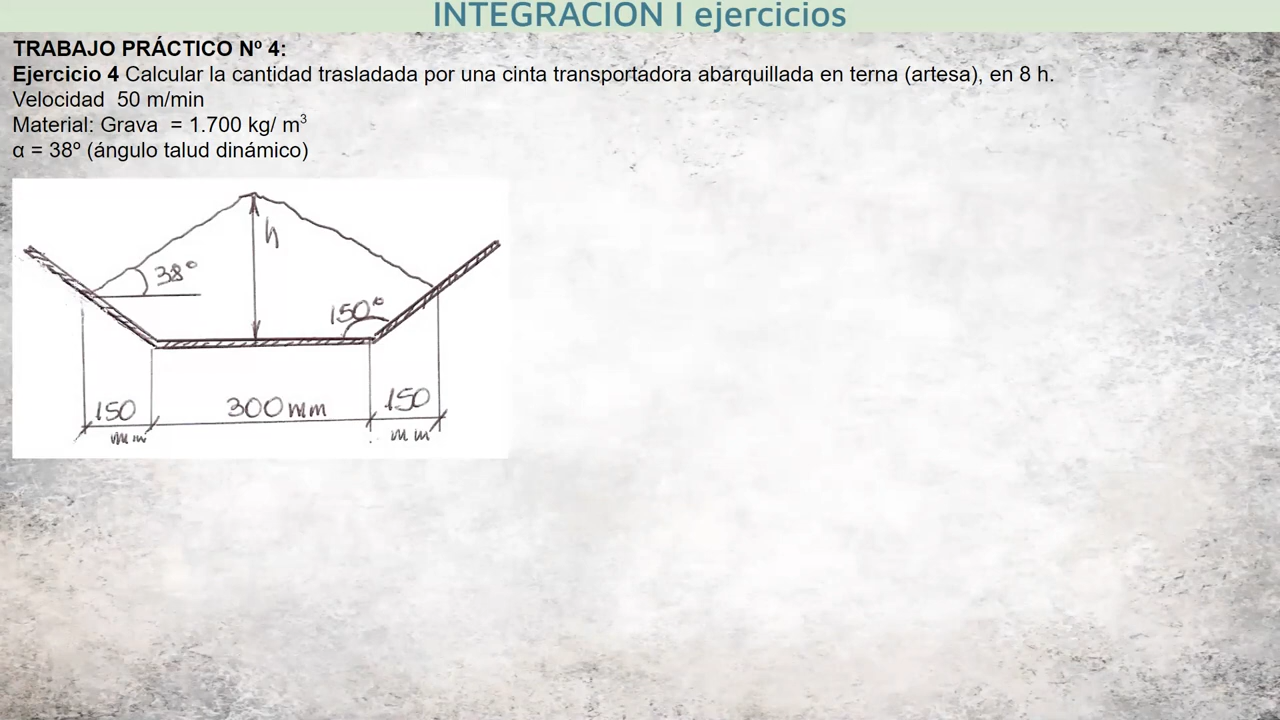 INTEGRACION I ejercicios
TRABAJO PRÁCTICO Nº 4:
Ejercicio 4 Calcular la cantidad trasladada por una cinta transportadora abarquillada en terna (artesa), en 8 h.
Velocidad  50 m/min
Material: Grava  = 1.700 kg/ m³
α = 38º (ángulo talud dinámico)
h
38°
150°
150 300 mm 150
mm mm